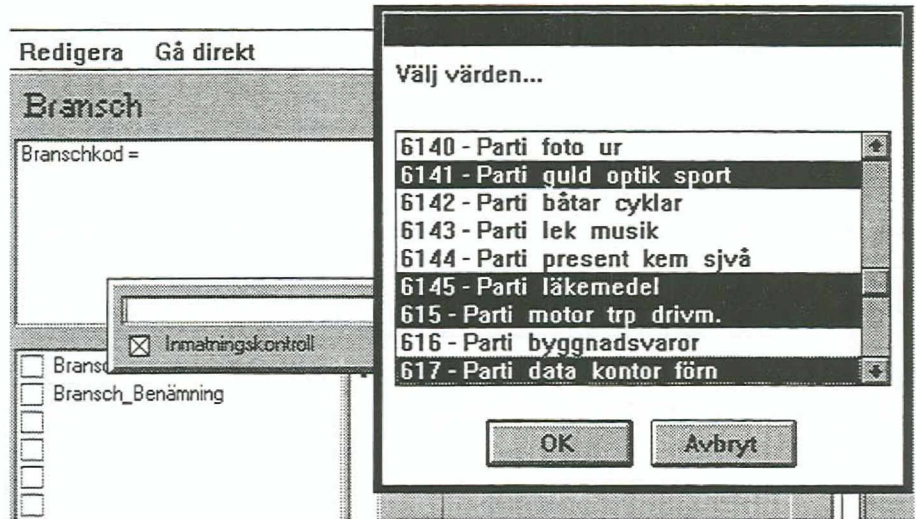 Redigera Gå direkt
Bransch
Branschkod =
Inmatningskontroll
Bransch_Benämning
Välj värden...
6140 - Parti foto ur
6141 - Parti guld optik sport
6142 - Parti båtar cyklar
6143 - Parti lek musik
6144 - Parti present kem sjvå
6145 - Parti läkemedel
615 - Parti motor trp drivm.
616 - Parti byggnadsvaror
617 - Parti data kontor förn
OK Avbryt